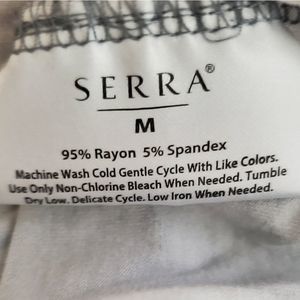 SERRA®
M
95% Rayon 5% Spandex
Machine Wash Cold Gentle Cycle With Like Colors.
Use Only Non-Chlorine Bleach When Needed. Tumble
Dry Low. Delicate Cycle. Low Iron When Needed.